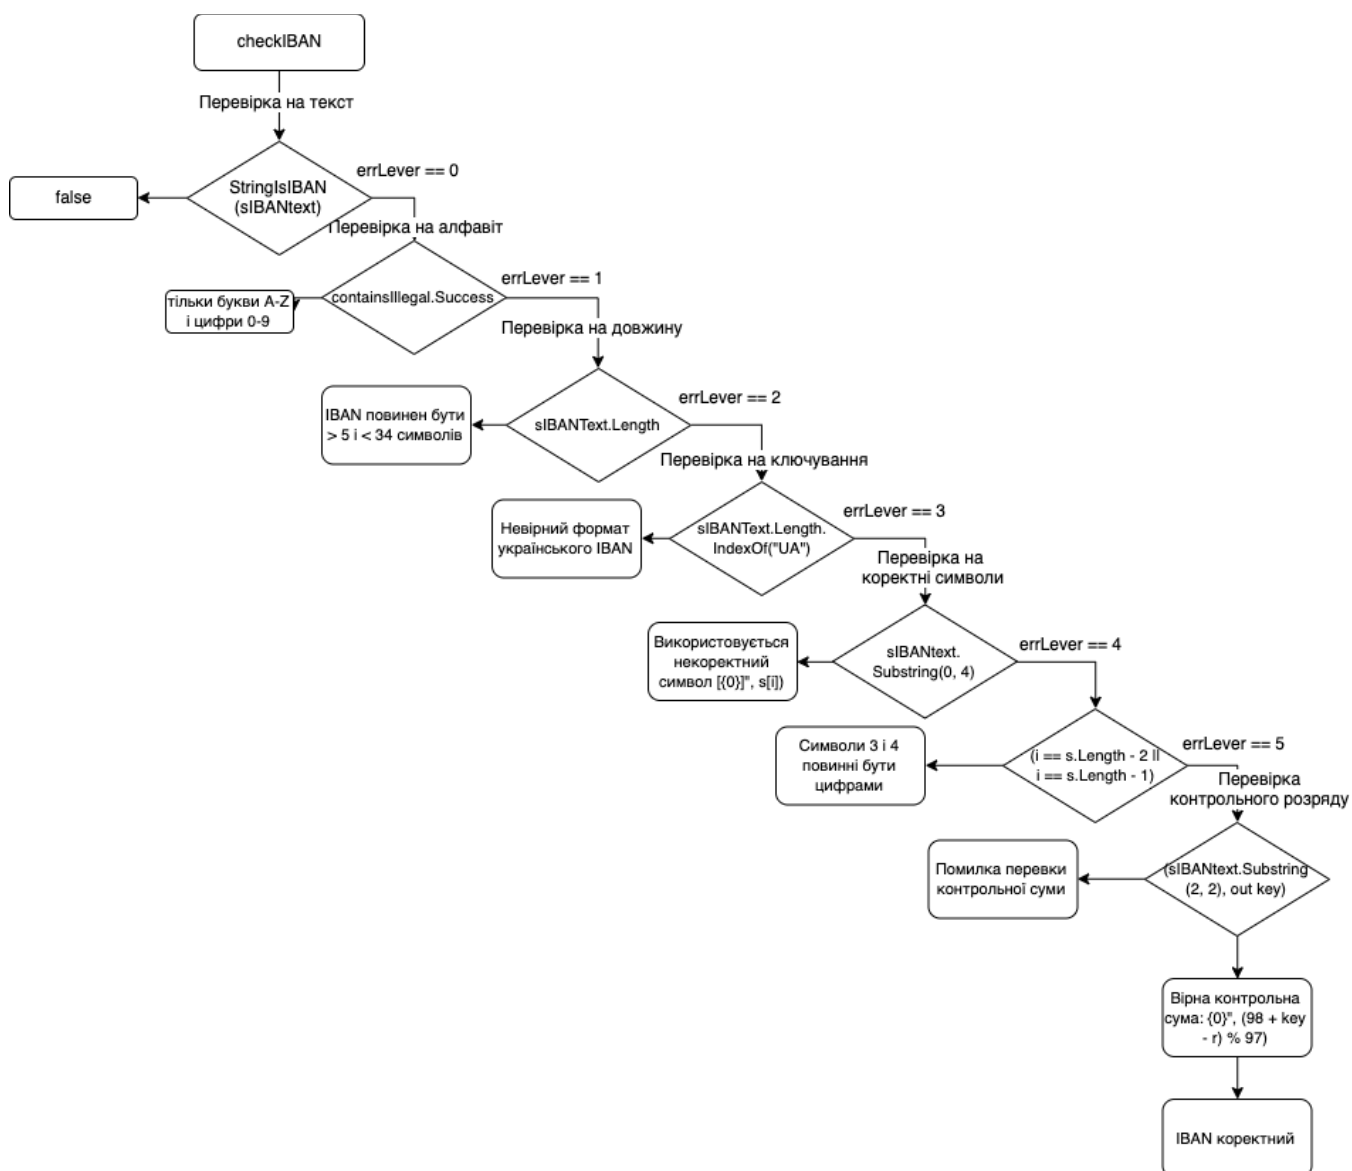 checkIBAN
Перевірка на текст
errLever == 0
StringIsIBAN
(sIBANtext)
false
Перевірка на алфавіт
errLever == 1
containsIllegal.Success
тільки букви A-Z
і цифри 0-9
Перевірка на довжину
errLever == 2
sIBANText.Length
IBAN повинен бути
> 5 і < 34 символів
Перевірка на ключування
errLever == 3
sIBANText.Length.
IndexOf("UA")
Невірний формат
українського IBAN
Перевірка на
коректні символи
errLever == 4
sIBANtext.
Substring(0, 4)
Використовується
некоректний
символ [{0}]", s[i])
errLever == 5
(i == s.Length - 2 ||
i == s.Length - 1)
Символи 3 і 4
повинні бути
цифрами
Перевірка
контрольного розряду
(sIBANtext.Substring
(2, 2), out key)
Помилка перевки
контрольної суми
Вірна контрольна
сума: {0}", (98 + key
- r) % 97)
IBAN коректний